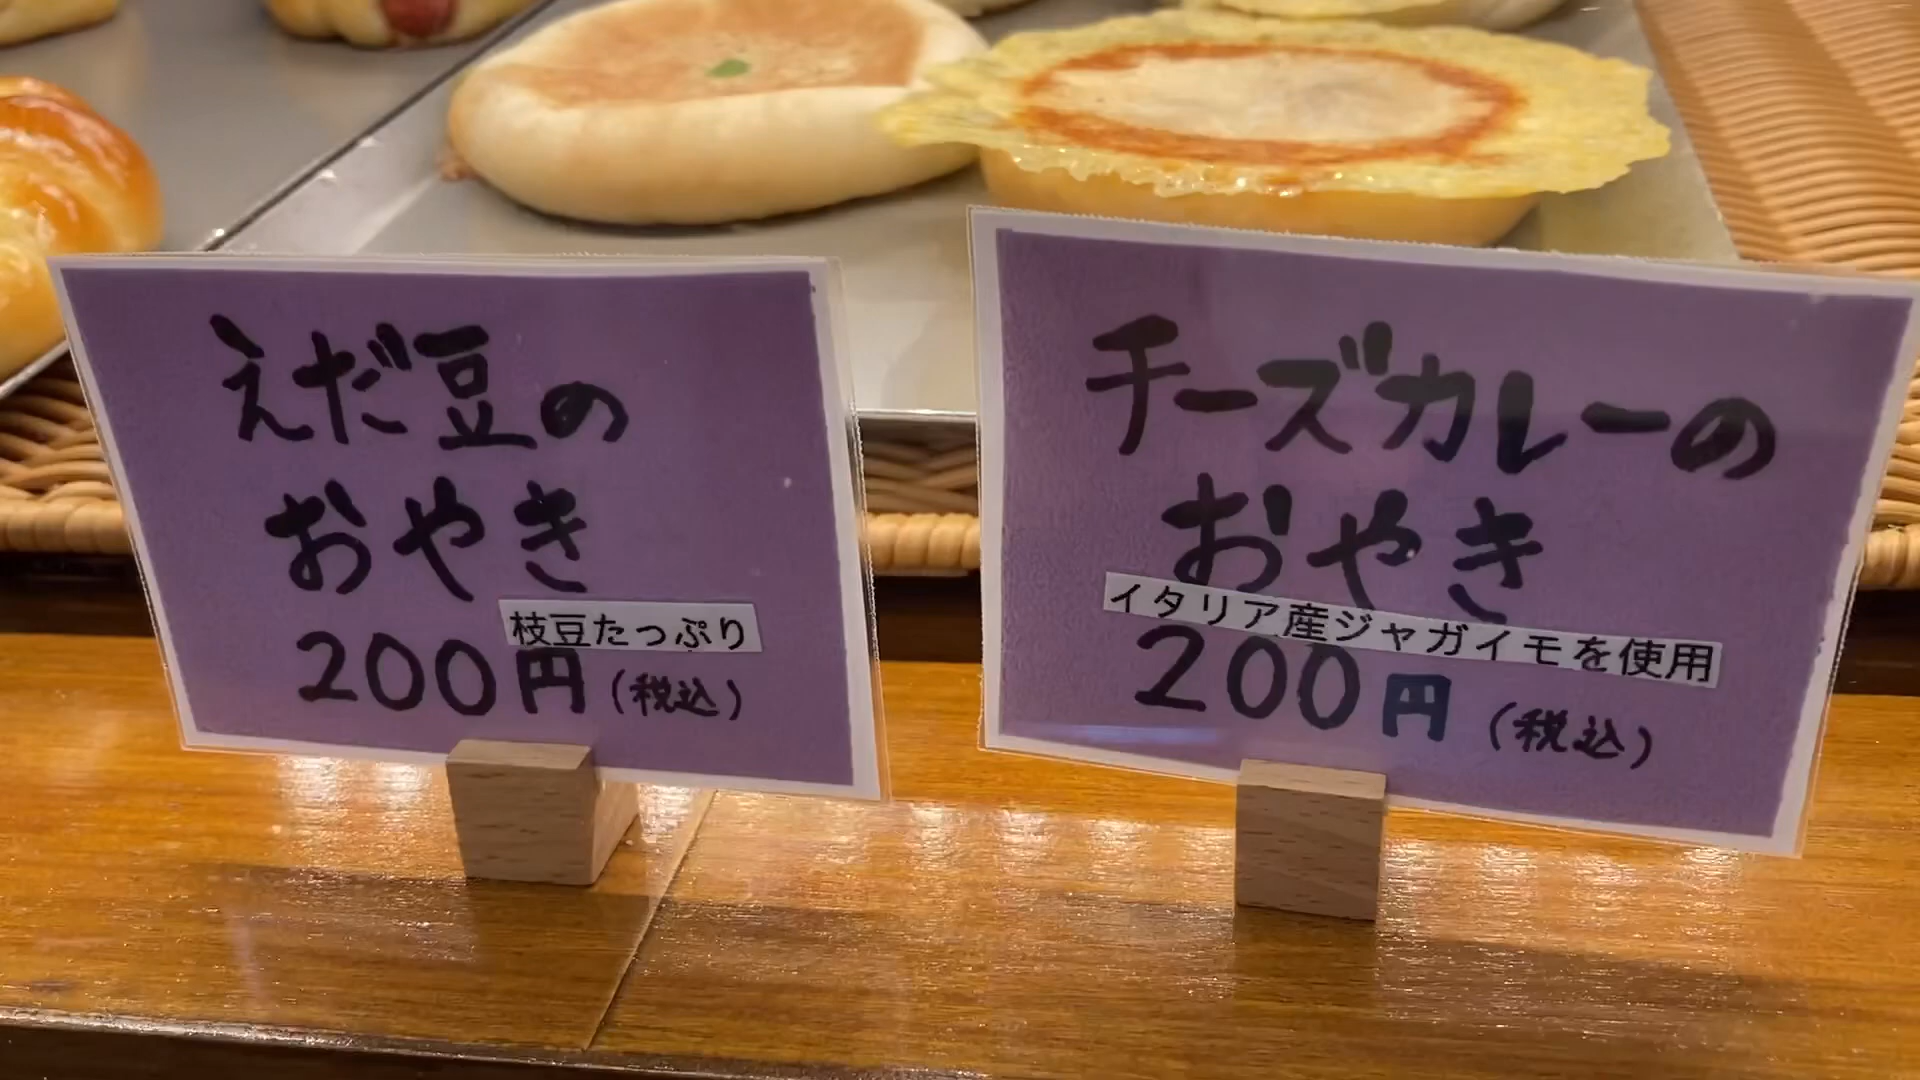 えだ豆の
おやき
枝豆たっぷり
200円(税込)
チーズカレーの
おやき
イタリア産ジャガイモを使用
200円(税込)